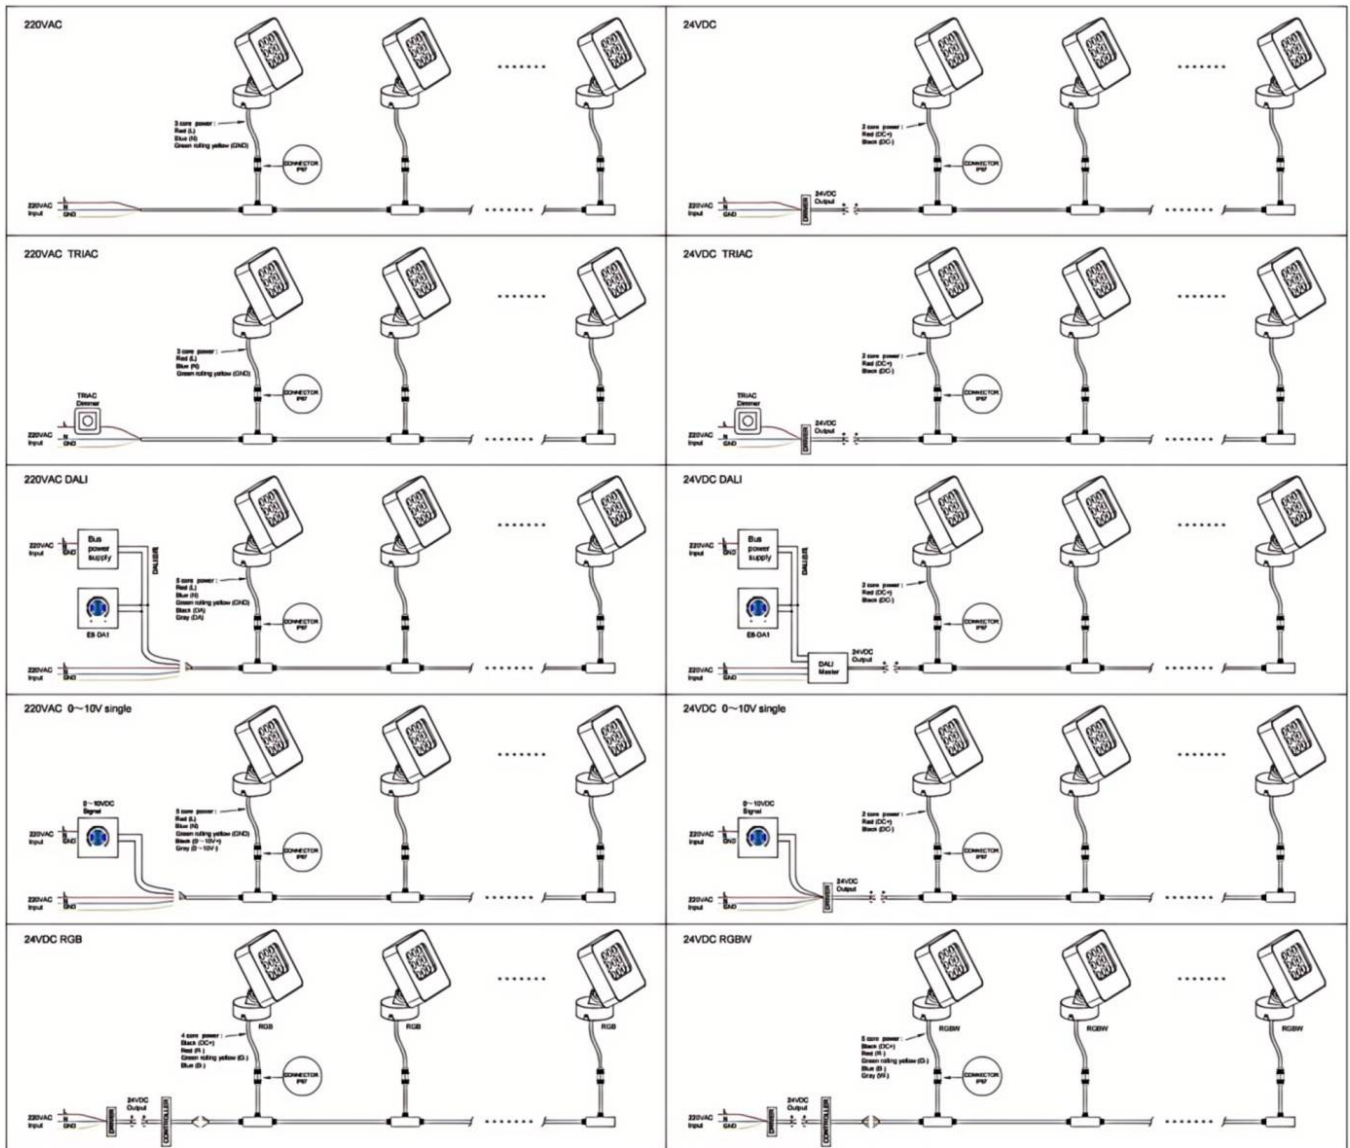 220VAC
3 core power :
Red (L)
Blue (N)
Green rolling yellow (GND)
CONNECTOR
IP67
220VAC
Input
L
N
GND
24VDC
2 core power :
Red (DC+)
Black (DC-)
CONNECTOR
IP67
220VAC
Input
L
N
GND
DRIVER
24VDC
Output
220VAC TRIAC
3 core power :
Red (L)
Blue (N)
Green rolling yellow (GND)
CONNECTOR
IP67
TRIAC
Dimmer
220VAC
Input
L
N
GND
24VDC TRIAC
2 core power :
Red (DC+)
Black (DC-)
CONNECTOR
IP67
TRIAC
Dimmer
220VAC
Input
L
N
GND
DRIVER
24VDC
Output
220VAC DALI
220VAC
Input
GND
Bus
power
supply
E6-DA1
5 core power :
Red (L)
Blue (N)
Green rolling yellow (GND)
Black (DA)
Gray (DA)
CONNECTOR
IP67
220VAC
Input
L
N
GND
24VDC DALI
220VAC
Input
GND
Bus
power
supply
E6-DA1
2 core power :
Red (DC+)
Black (DC-)
CONNECTOR
IP67
DALI
Master
24VDC
Output
220VAC
Input
L
N
GND
220VAC 0~10V single
0~10VDC
Signal
220VAC
Input
GND
5 core power :
Red (L)
Blue (N)
Green rolling yellow (GND)
Black (0~10V+)
Gray (0~10V-)
CONNECTOR
IP67
220VAC
Input
L
N
GND
24VDC 0~10V single
0~10VDC
Signal
220VAC
Input
GND
2 core power :
Red (DC+)
Black (DC-)
CONNECTOR
IP67
24VDC
Output
DRIVER
220VAC
Input
L
N
GND
24VDC RGB
RGB
RGB
RGB
4 core power :
Black (DC+)
Red (R-)
Green rolling yellow (G-)
Blue (B-)
CONNECTOR
IP67
220VAC
Input
L
N
GND
DRIVER
24VDC
Output
CONTROLLER
24VDC RGBW
RGBW
RGBW
RGBW
5 core power :
Black (DC+)
Red (R-)
Green rolling yellow (G-)
Blue (B-)
Gray (W-)
CONNECTOR
IP67
220VAC
Input
L
N
GND
DRIVER
24VDC
Output
CONTROLLER